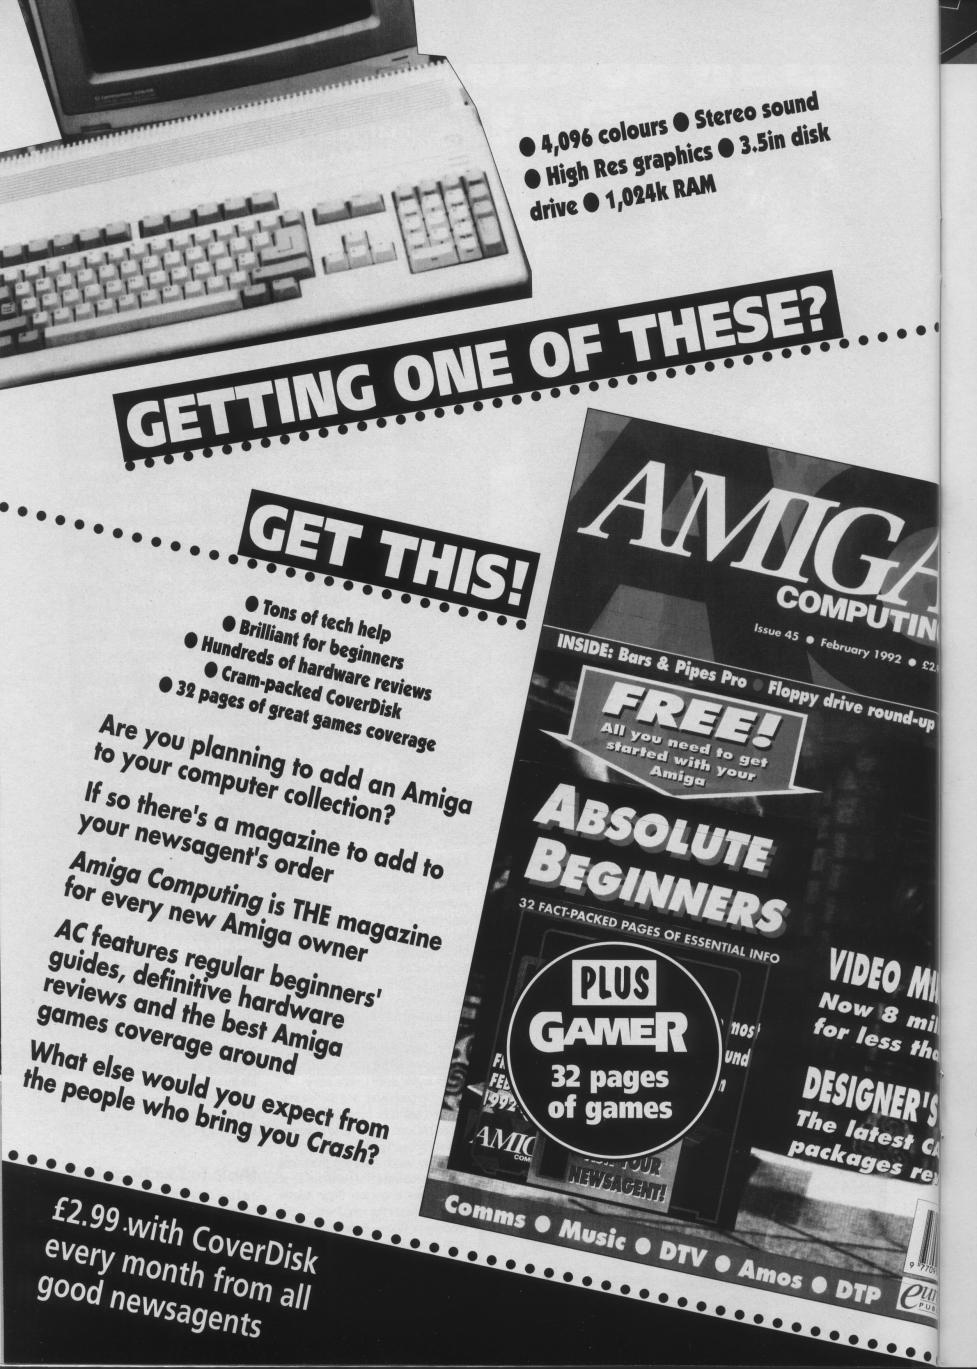 ● 4,096 colours ● Stereo sound
● High Res graphics ● 3.5in disk
drive ● 1,024k RAM
GETTING ONE OF THESE?
GET THIS!
● Tons of tech help
● Brilliant for beginners
● Hundreds of hardware reviews
● Cram-packed CoverDisk
● 32 pages of great games coverage
Are you planning to add an Amiga
to your computer collection?
If so there's a magazine to add to
your newsagent's order
Amiga Computing is THE magazine
for every new Amiga owner
AC features regular beginners'
guides, definitive hardware
reviews and the best Amiga
games coverage around
What else would you expect from
the people who bring you Crash?
£2.99 with CoverDisk
every month from all
good newsagents
AMIGA
COMPUTIN
Issue 45 ● February 1992 ● £2.
INSIDE: Bars & Pipes Pro ● Floppy drive round-up
FREE!
All you need to get
started with your
Amiga
ABSOLUTE
BEGINNERS
32 FACT-PACKED PAGES OF ESSENTIAL INFO
PLUS
GAMER
32 pages
of games
1992
AMIG
COM
YOUR
NEWSAGENT!
VIDEO
Now 8 mil
for less tha
DESIGNER'S
The latest
packages rev
Comms ● Music ● DTV ● Amos ● DTP